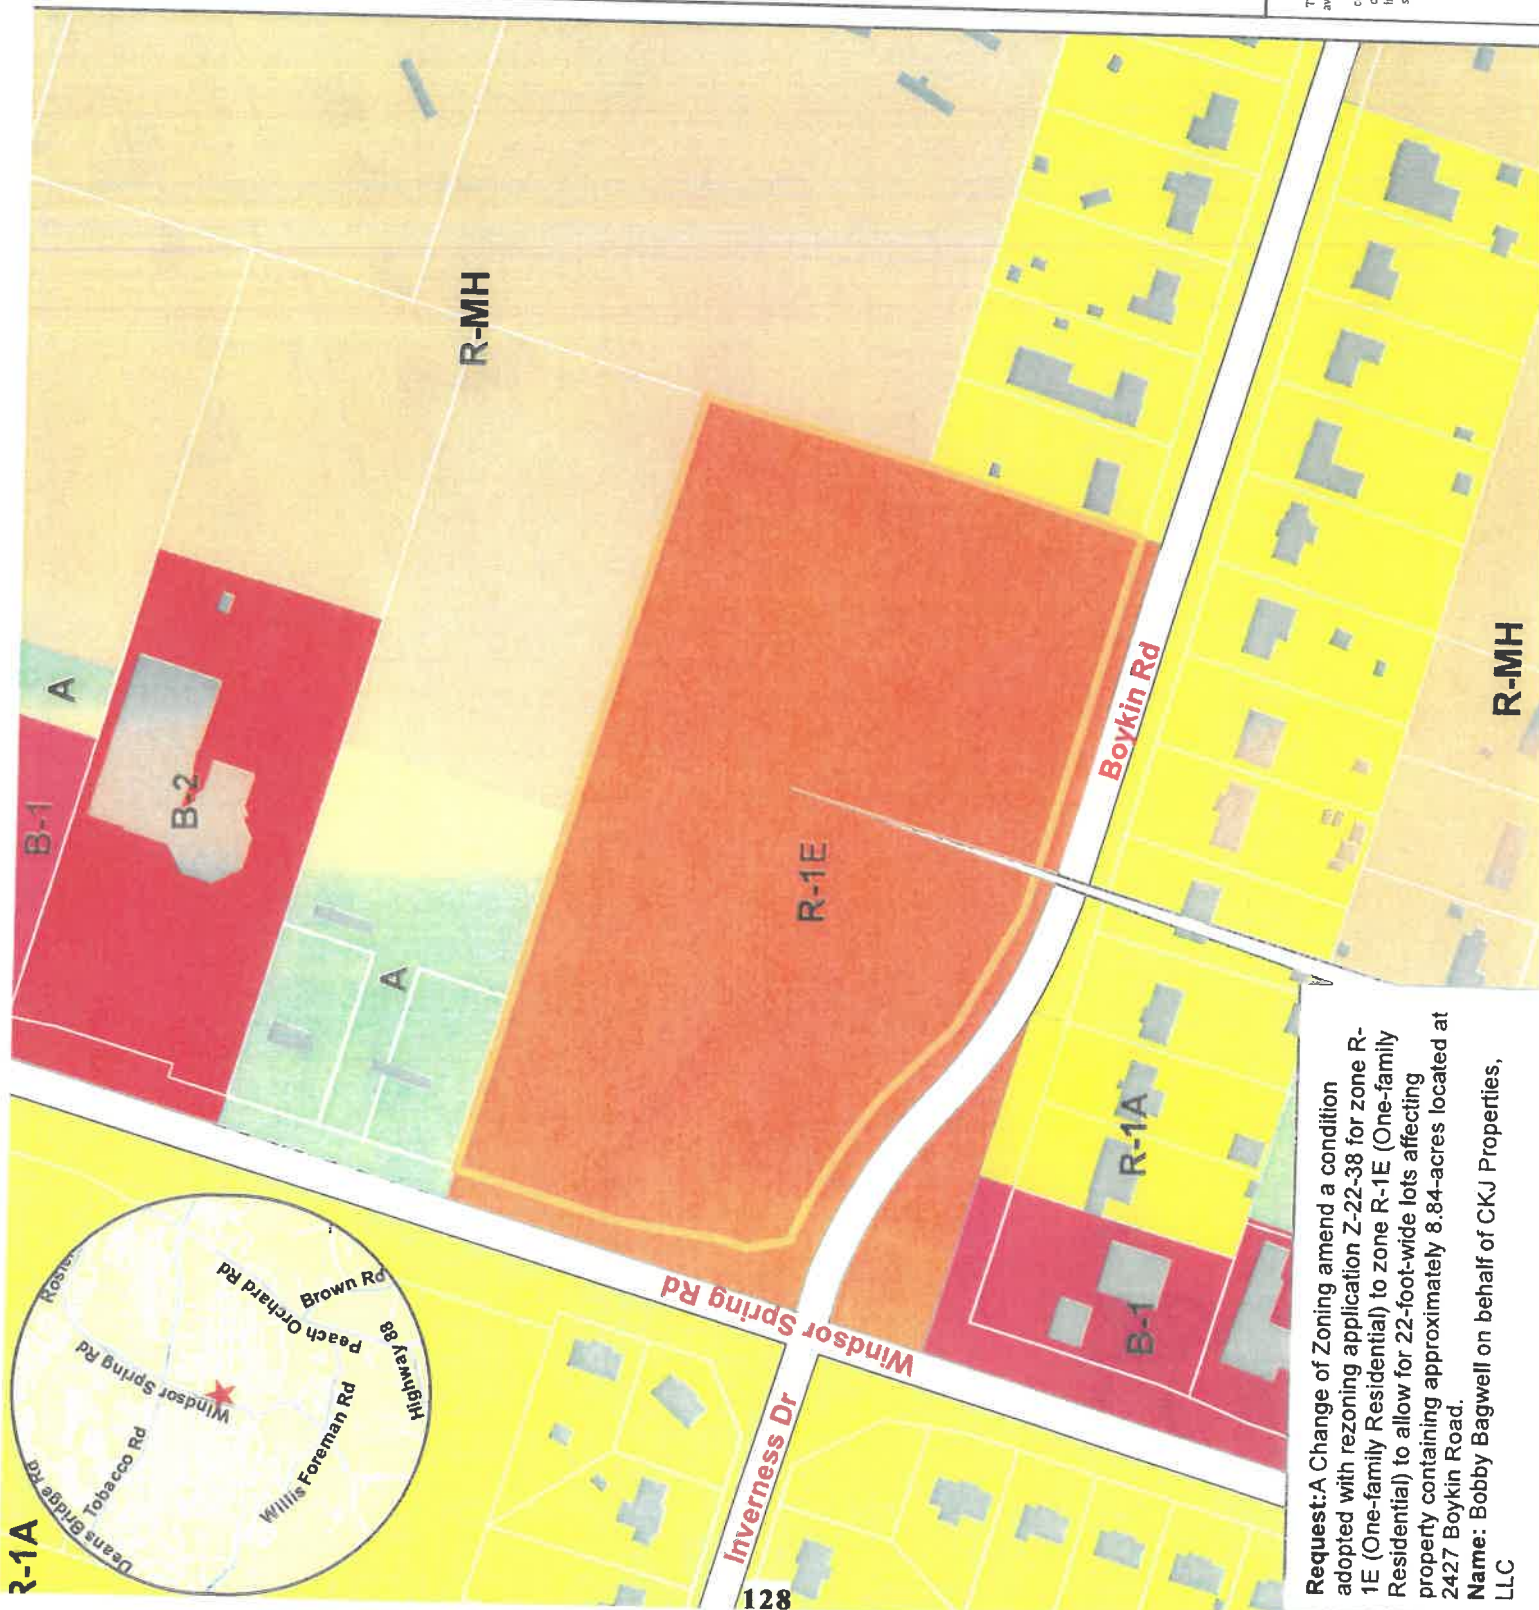 R-1A
Deans Bridge Rd
Tobacco Rd
Windsor Spring Rd
Willis Foreman Rd
Peach Orchard Rd
Brown Rd
Highway 88
B-1
A
B-2
R-MH
A
R-1E
Boykin Rd
Windsor Spring Rd
Inverness Dr
R-1A
B-1
R-MH
Request:A Change of Zoning amend a condition
adopted with rezoning application Z-22-38 for zone R-
1E (One-family Residential) to zone R-1E (One-family
Residential) to allow for 22-foot-wide lots affecting
property containing approximately 8.84-acres located at
2427 Boykin Road.
Name: Bobby Bagwell on behalf of CKJ Properties,
LLC
128